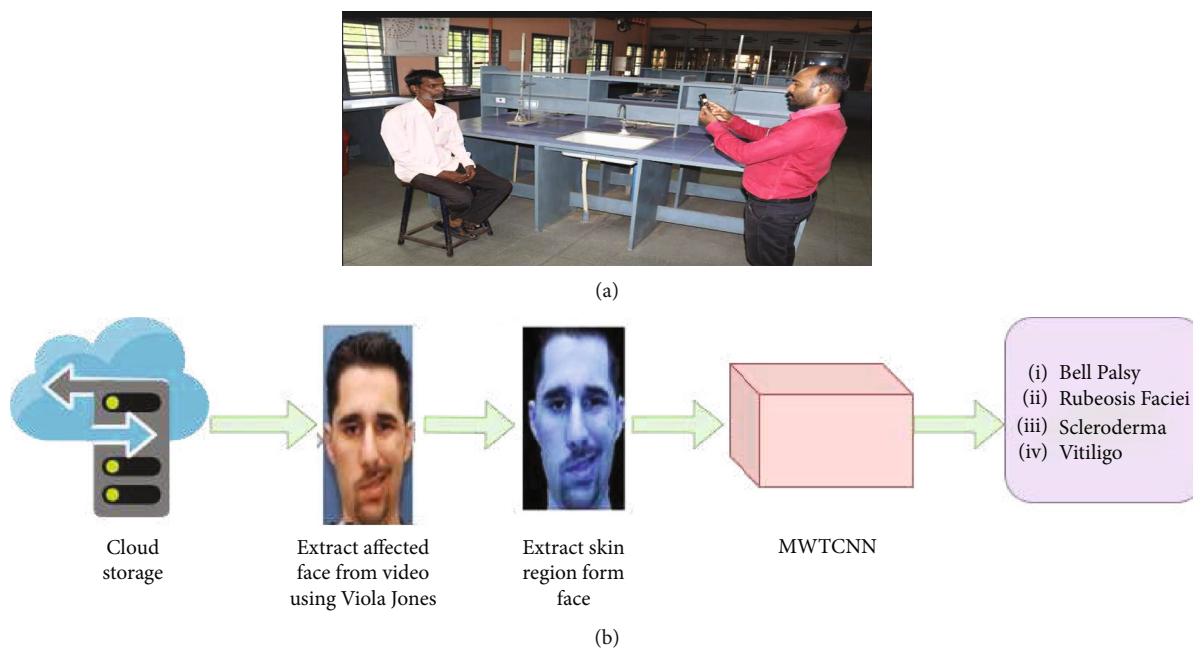 (a)
Cloud
storage
Extract affected
face from video
using Viola Jones
Extract skin
region form
face
MWTCNN
(i) Bell Palsy
(ii) Rubeosis Faciei
(iii) Scleroderma
(iv) Vitiligo
(b)